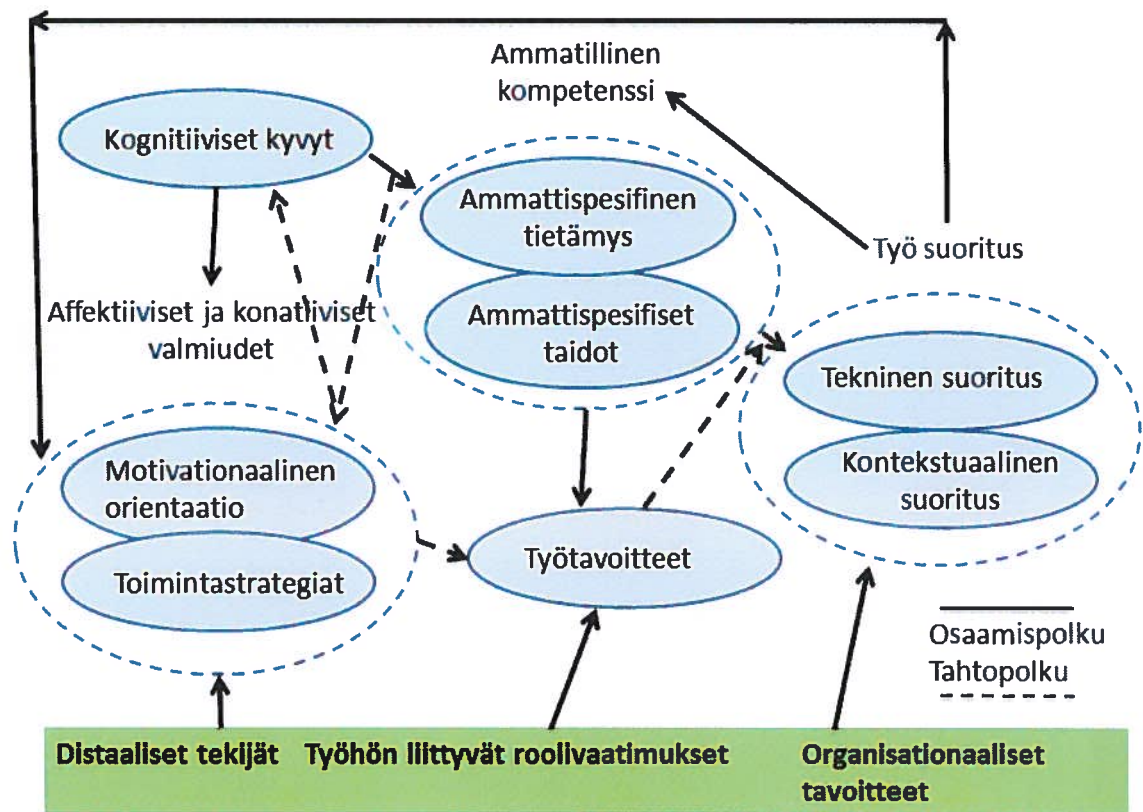 Ammatillinen
kompetenssi
Kognitiiviset kyvyt
Ammattispesifinen
tietämys
Työ suoritus
Affektiiviset ja konatiiviset
valmiudet
Ammattispesifiset
taidot
Tekninen suoritus
Motivationaalinen
orientaatio
Kontekstuaalinen
suoritus
Työtavoitteet
Toimintastrategiat
Osaamispolku
Tahtopolku
Distaaliset tekijät
Työhön liittyvät roolivaatimukset
Organisationaaliset
tavoitteet